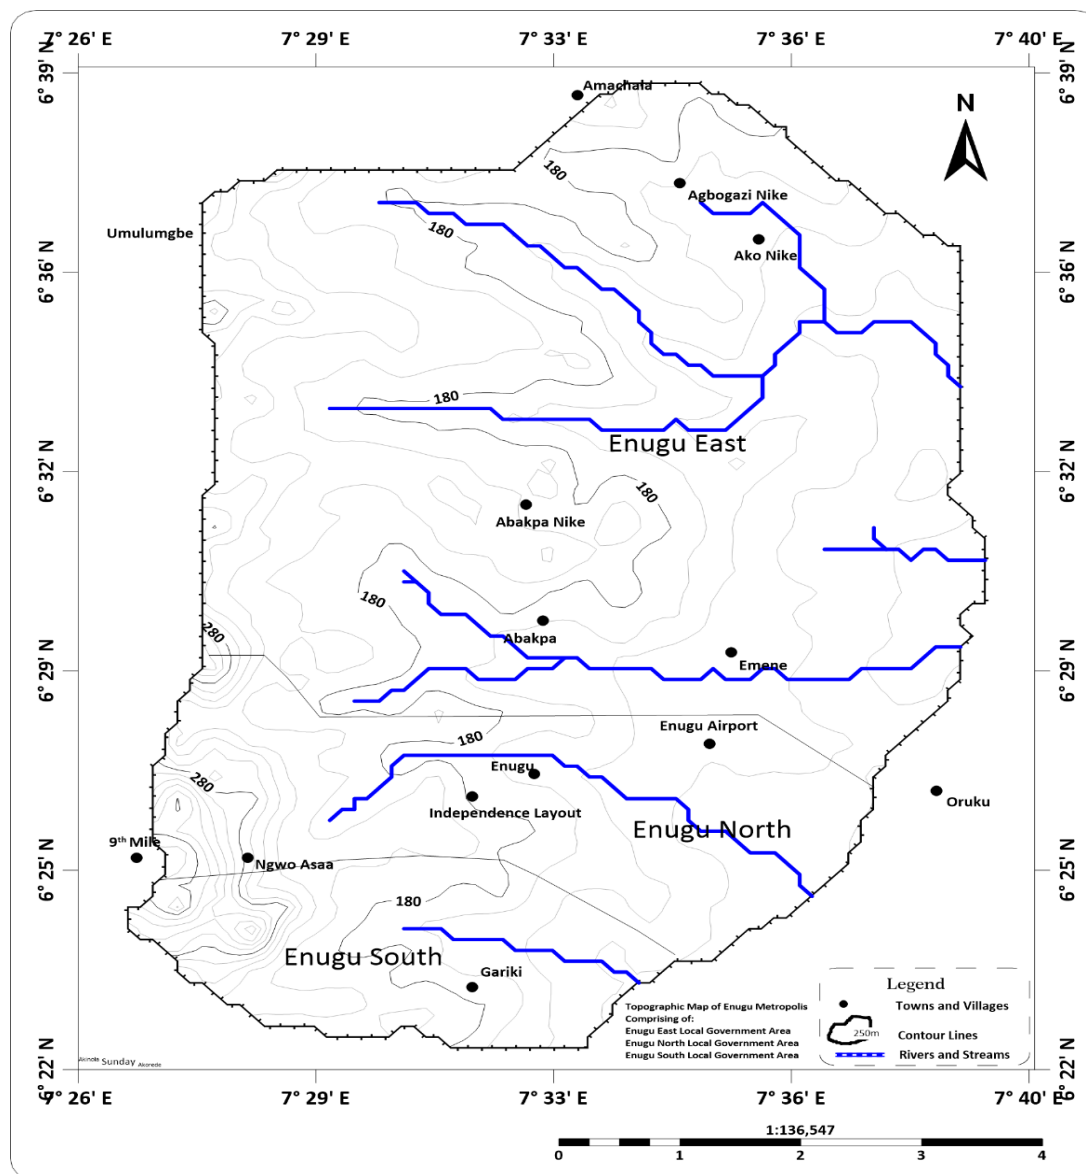 7° 26' E
7° 29' E
7° 33' E
7° 36' E
7° 40' E
6° 39' N
6° 39' N
Amachala
N
180
Agbogazi Nike
180
Umulumgbe
Ako Nike
6° 36' N
6° 36' N
180
Enugu East
6° 32' N
6° 32' N
180
Abakpa Nike
180
280
Abakpa
Emene
6° 29' N
6° 29' N
Enugu Airport
180
Enugu
280
Oruku
Independence Layout
Enugu North
9th Mile
Ngwo Asaa
6° 25' N
6° 25' N
180
Enugu South
Gariki
Legend
Towns and Villages
250m
Contour Lines
Rivers and Streams
Topographic Map of Enugu Metropolis
Comprising of:
Enugu East Local Government Area
Enugu North Local Government Area
Enugu South Local Government Area
Sunday
6° 22' N
6° 22' N
7° 26' E
7° 29' E
7° 33' E
7° 36' E
7° 40' E
1:136,547
0 1 2 3 4